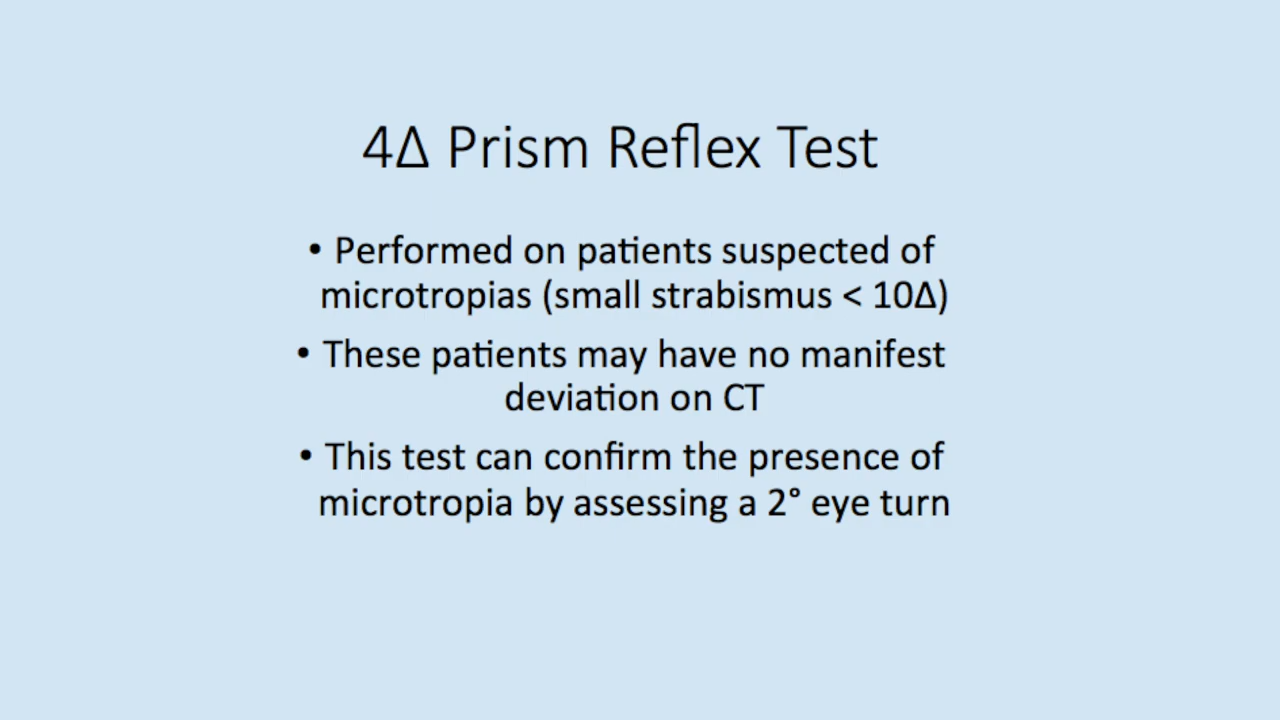 4Δ Prism Reflex Test
• Performed on patients suspected of
microtropias (small strabismus < 10Δ)
• These patients may have no manifest
deviation on CT
• This test can confirm the presence of
microtropia by assessing a 2° eye turn